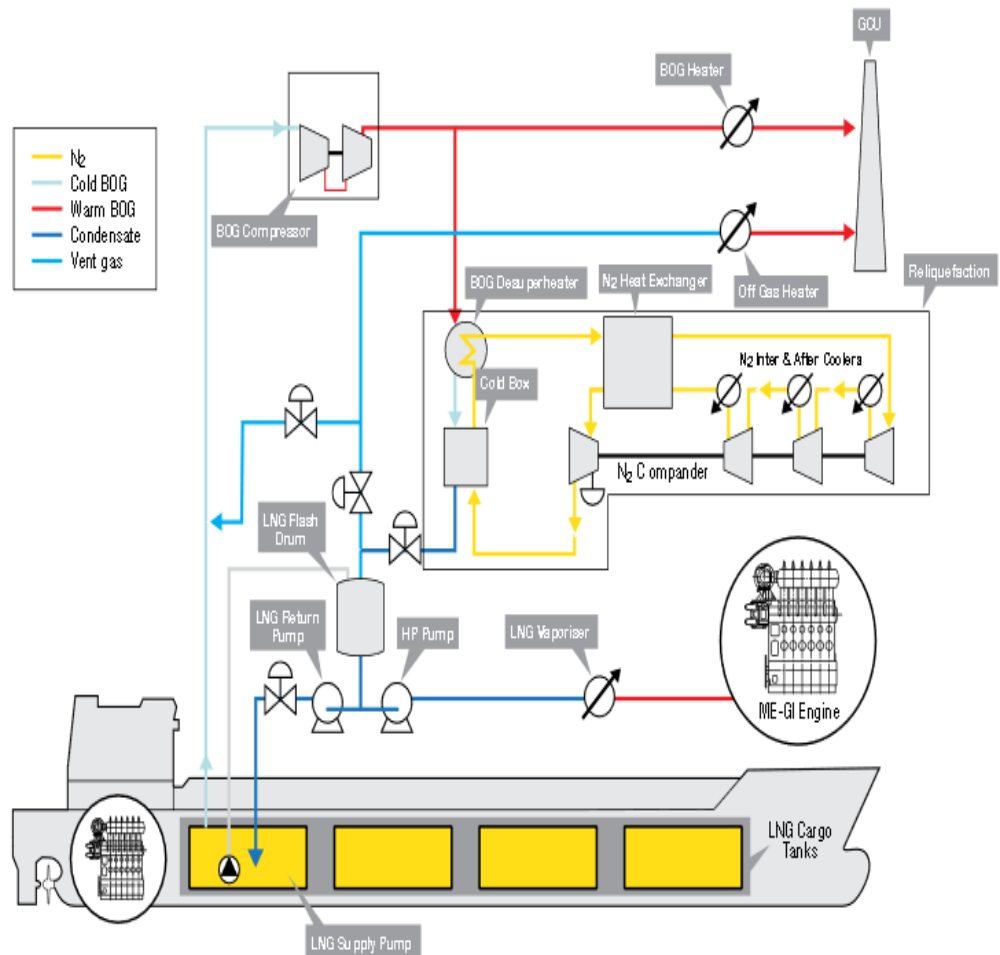 GCU
BOG Heater
N2
Cold BOG
Warm BOG
Condensate
Vent gas
BOG Compressor
BOG Desuperheater
N2 Heat Exchanger
Off Gas Heater
Reliquefaction
N2 Inter & After Coolers
Cold Box
N2 Compander
LNG Flash
Drum
LNG Return
Pump
HP Pump
LNG Vaporiser
ME-GI Engine
LNG Cargo
Tanks
LNG Supply Pump